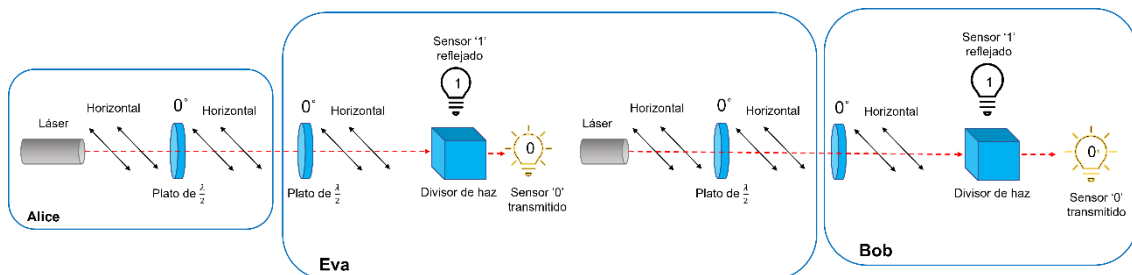 Láser
Horizontal
0°
Horizontal
Plato de λ/2
Alice
0°
Horizontal
Plato de λ/2
Sensor ‘1’
reflejado
1
Divisor de haz
0
Sensor ‘0’
transmitido
Láser
Horizontal
0°
Plato de λ/2
Eva
0°
Horizontal
Sensor ‘1’
reflejado
1
Divisor de haz
0'
Sensor ‘0’
transmitido
Bob